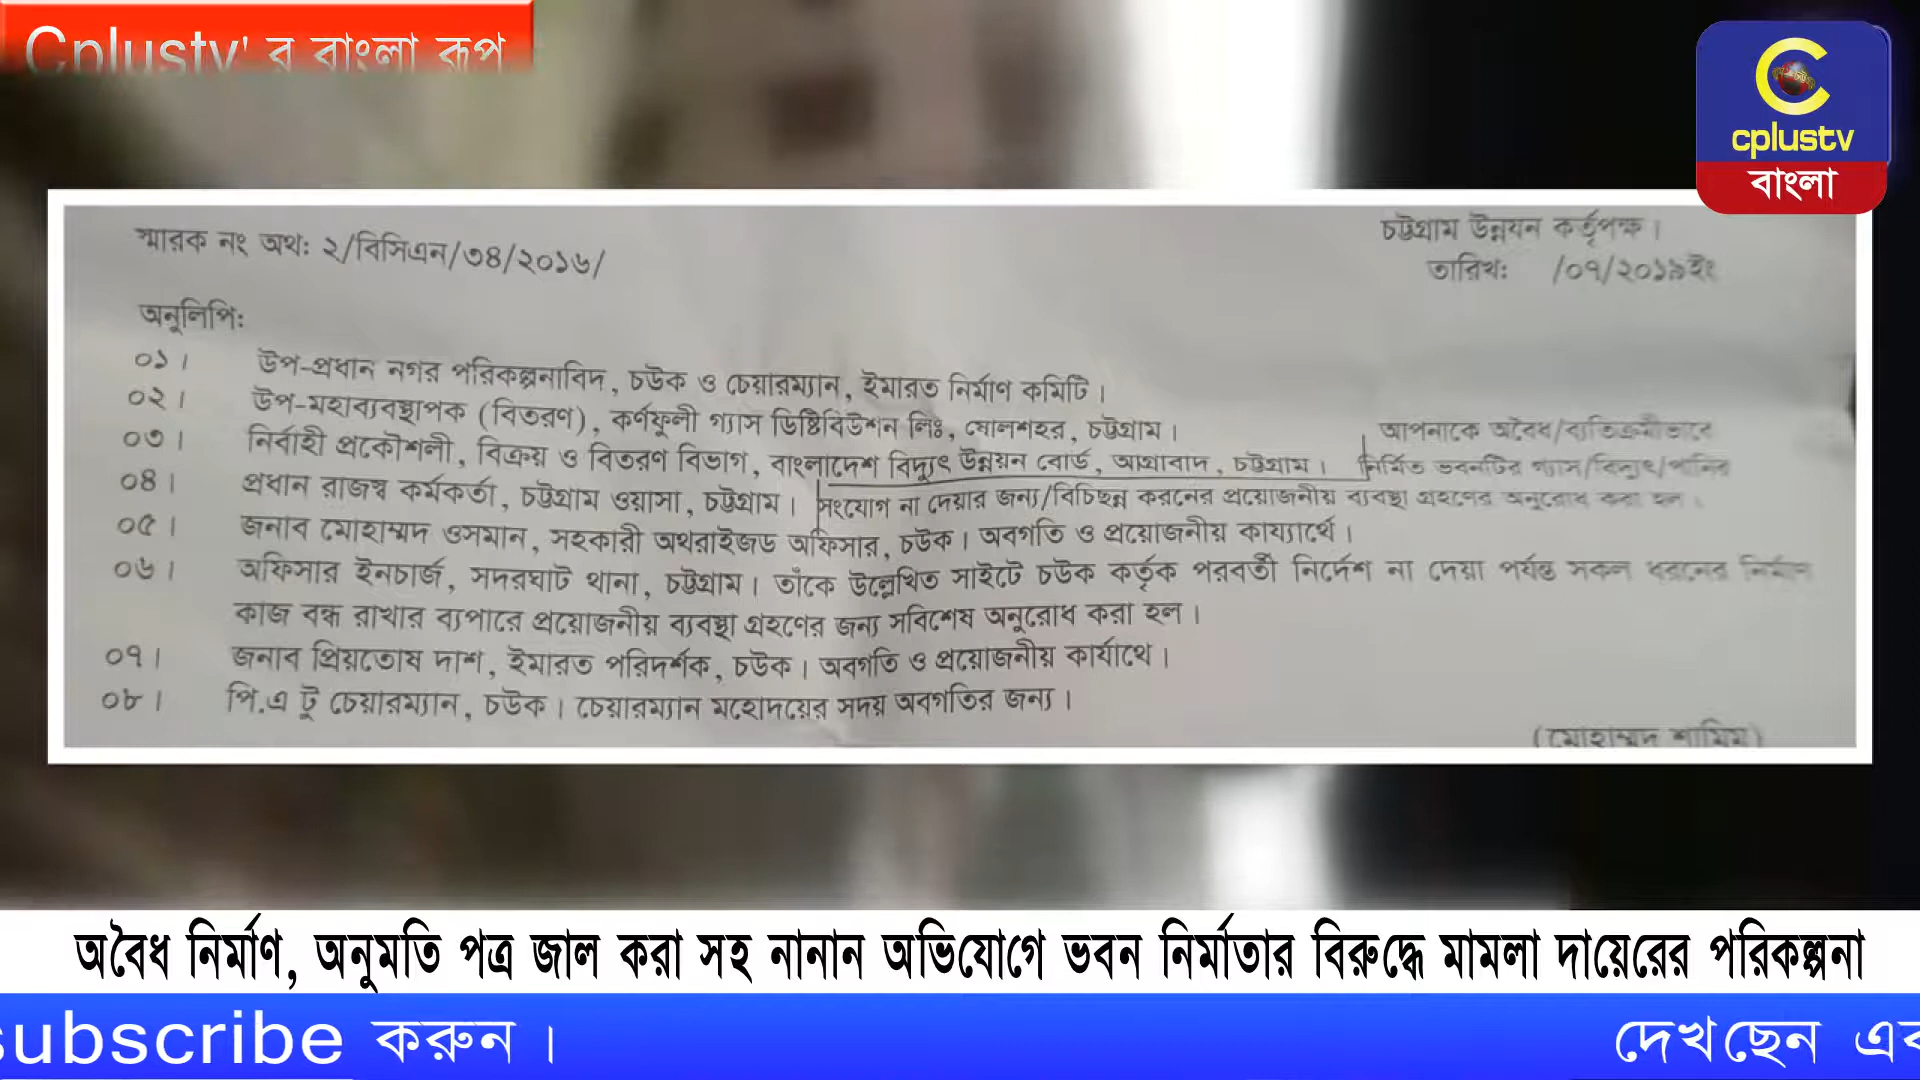 Cplustv' র বাংলা রূপ
cplustv
বাংলা
চট্টগ্রাম উন্নয়ন কর্তৃপক্ষ।
স্মারক নং অথ: ২/বিসিএন/৩৪/২০১৬/
তারিখ: /০৭/২০১৯ইং
অনুলিপি:
০১। উপ-প্রধান নগর পরিকল্পনাবিদ, চউক ও চেয়ারম্যান, ইমারত নির্মাণ কমিটি।
০২। উপ-মহাব্যবস্থাপক (বিতরণ), কর্ণফুলী গ্যাস ডিষ্টিবিউশন লিঃ, ষোলশহর, চট্টগ্রাম।
০৩। নির্বাহী প্রকৌশলী, বিক্রয় ও বিতরণ বিভাগ, বাংলাদেশ বিদ্যুৎ উন্নয়ন বোর্ড, আগ্রাবাদ, চট্টগ্রাম।
০৪। প্রধান রাজস্ব কর্মকর্তা, চট্টগ্রাম ওয়াসা, চট্টগ্রাম।
আপনাকে অবৈধ/ব্যতিক্রমীভাবে
নির্মিত ভবনটির গ্যাস/বিদ্যুৎ/পানির
সংযোগ না দেয়ার জন্য/বিচিছন্ন করনের প্রয়োজনীয় ব্যবস্থা গ্রহণের অনুরোধ করা হল।
০৫। জনাব মোহাম্মদ ওসমান, সহকারী অথরাইজড অফিসার, চউক। অবগতি ও প্রয়োজনীয় কায্যার্থে।
০৬। অফিসার ইনচার্জ, সদরঘাট থানা, চট্টগ্রাম। তাঁকে উল্লেখিত সাইটে চউক কর্তৃক পরবর্তী নির্দেশ না দেয়া পর্যন্ত সকল ধরনের নির্মাণ
কাজ বন্ধ রাখার ব্যপারে প্রয়োজনীয় ব্যবস্থা গ্রহণের জন্য সবিশেষ অনুরোধ করা হল।
০৭। জনাব প্রিয়তোষ দাশ, ইমারত পরিদর্শক, চউক। অবগতি ও প্রয়োজনীয় কার্যাথে।
০৮। পি.এ টু চেয়ারম্যান, চউক। চেয়ারম্যান মহোদয়ের সদয় অবগতির জন্য।
(মোহাম্মদ শামিম)
অবৈধ নির্মাণ, অনুমতি পত্র জাল করা সহ নানান অভিযোগে ভবন নির্মাতার বিরুদ্ধে মামলা দায়েরের পরিকল্পনা
subscribe করুন। দেখছেন এব